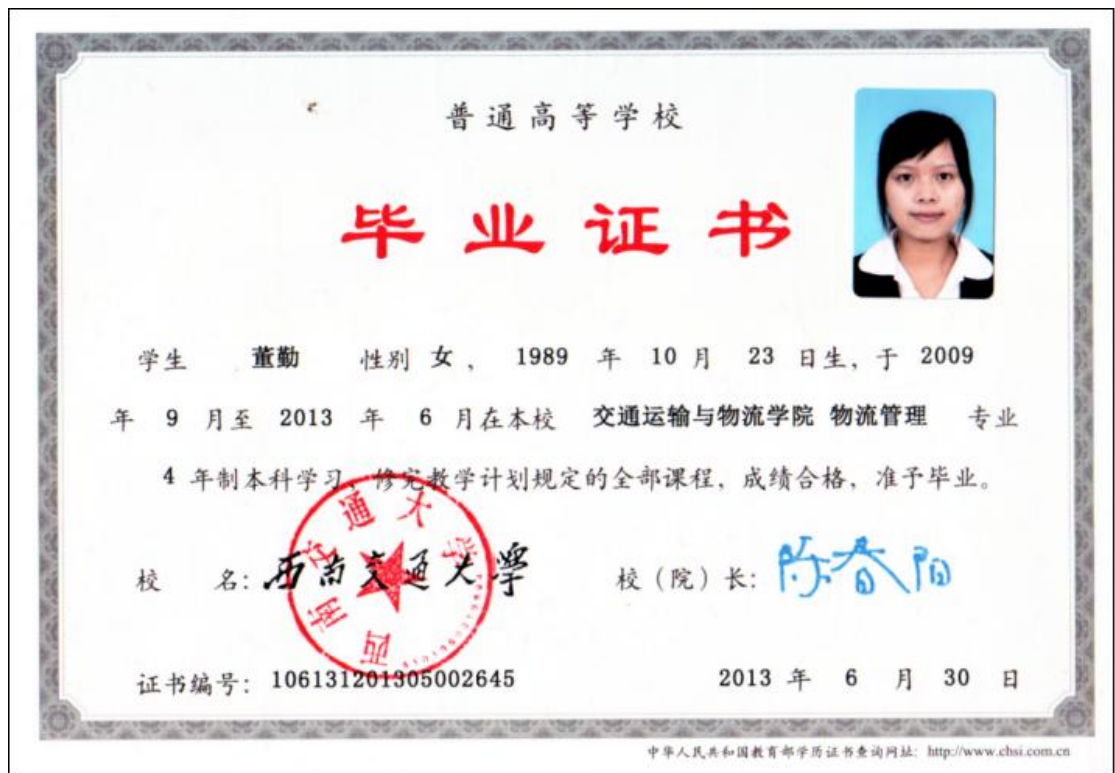 普通高等学校
毕业证书
学生 董勤 性别 女，1989 年 10 月 23 日生，于 2009
年 9 月至 2013 年 6 月在本校 交通运输与物流学院 物流管理 专业
4 年制本科学习，修完教学计划规定的全部课程，成绩合格，准予毕业。
校 名：西南交通大學
西南交通大学
校（院）长：陈春阳
证书编号：106131201305002645
2013 年 6 月 30 日
中华人民共和国教育部学历证书查询网址：http://www.chsi.com.cn